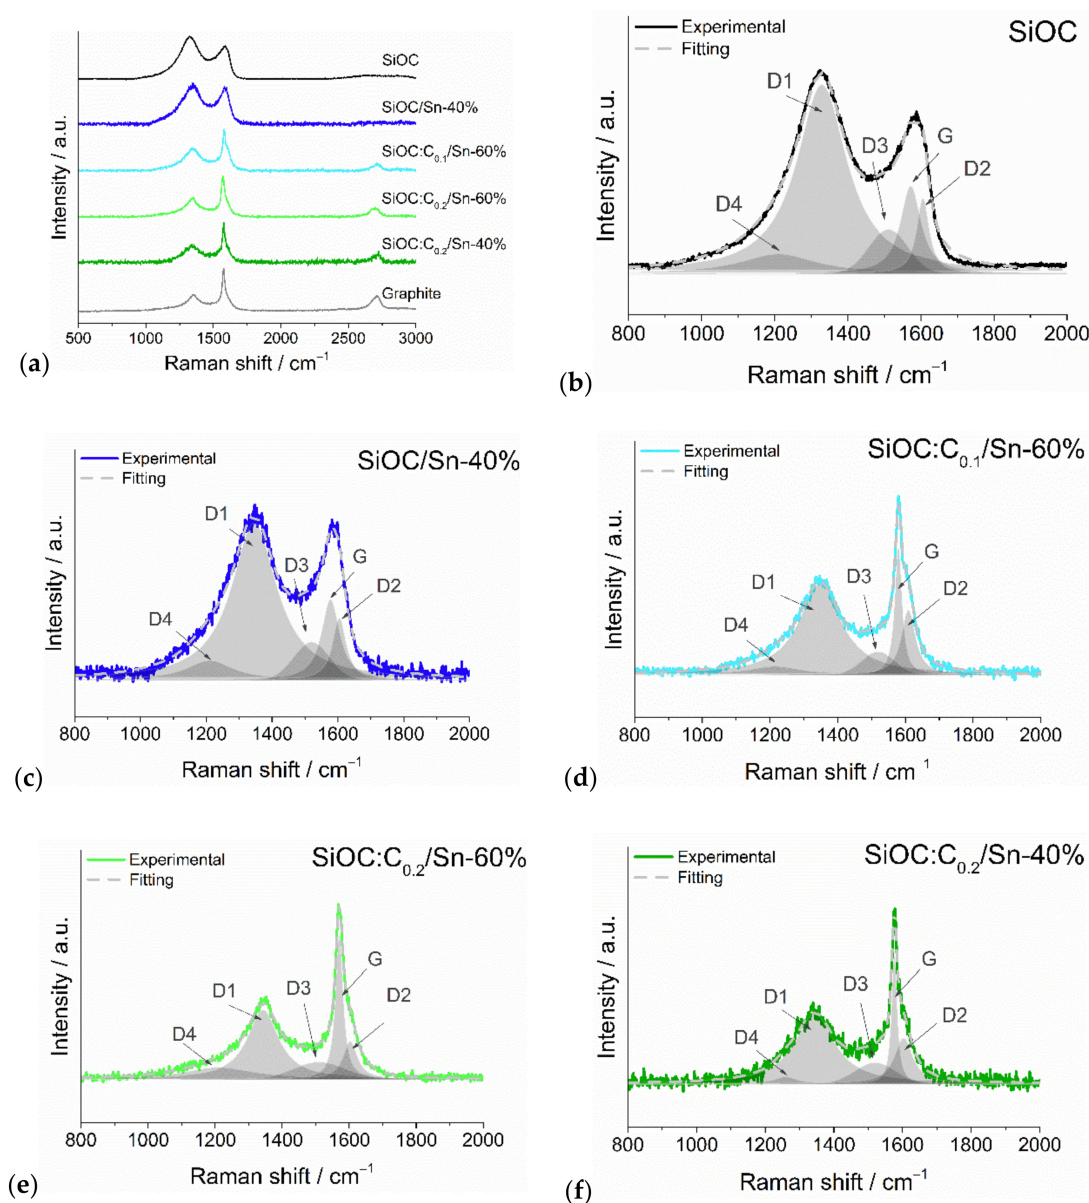 SiOC
SiOC/Sn-40%
SiOC:C0.1/Sn-60%
SiOC:C0.2/Sn-60%
SiOC:C0.2/Sn-40%
Graphite
Intensity / a.u.
500 1000 1500 2000 2500 3000
Raman shift / cm−1
(a)
Experimental
Fitting
SiOC
D1
D3
G
D2
D4
Intensity / a.u.
800 1000 1200 1400 1600 1800 2000
Raman shift / cm−1
(b)
Experimental
Fitting
SiOC/Sn-40%
D1
D3
G
D2
D4
Intensity / a.u.
800 1000 1200 1400 1600 1800 2000
Raman shift / cm−1
(c)
Experimental
Fitting
SiOC:C0.1/Sn-60%
D1
D3
G
D2
D4
Intensity / a.u.
800 1000 1200 1400 1600 1800 2000
Raman shift / cm 1
(d)
Experimental
Fitting
SiOC:C0.2/Sn-60%
D1
D3
G
D2
D4
Intensity / a.u.
800 1000 1200 1400 1600 1800 2000
Raman shift / cm−1
(e)
Experimental
Fitting
SiOC:C0.2/Sn-40%
D1
D3
G
D2
D4
Intensity / a.u.
800 1000 1200 1400 1600 1800 2000
Raman shift / cm−1
(f)